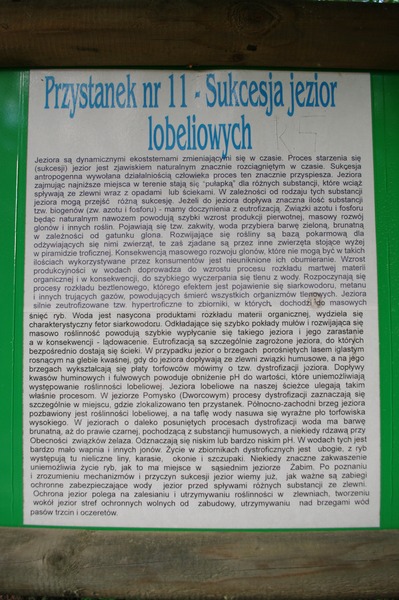 Przystanek nr 11 - Sukcesja jezior
lobeliowych
Jeziora są dynamicznymi ekosystemami zmieniającymi się w czasie. Proces starzenia się
(sukcesji) jezior jest zjawiskiem naturalnym znacznie rozciągniętym w czasie. Sukcesja
antropogenna wywołana działalnością człowieka proces ten znacznie przyspiesza. Jeziora
zajmując najniższe miejsca w terenie stają się "pułapką" dla różnych substancji, które wciąż
spływają ze zlewni wraz z opadami lub ściekami. W zależności od rodzaju tych substancji
jeziora mogą przejść różną sukcesję. Jeżeli do jeziora dopływa znaczna ilość substancji
tzw. biogenów (zw. azotu i fosforu) - mamy doczynienia z eutrofizacją. Związki azotu i fosforu
będąc naturalnym nawozem powodują szybki wzrost produkcji pierwotnej, masowy rozwój
glonów i innych roślin. Pojawiają się tzw. zakwity, woda przybiera barwę zieloną, brunatną
w zależności od gatunku glona. Rozwijające się rośliny są bazą pokarmową dla
odżywiających się nimi zwierząt, te zaś zjadane są przez inne zwierzęta stojące wyżej
w piramidzie troficznej. Konsekwencją masowego rozwoju glonów, które nie mogą być w takich
ilościach wykorzystywane przez konsumentów jest nieuniknione ich obumieranie. Wzrost
produkcyjności w wodach doprowadza do wzrostu procesu rozkładu martwej materii
organicznej i w konsekwencji, do szybkiego wyczerpania się tlenu z wody. Rozpoczynają się
procesy rozkładu beztlenowego, którego efektem jest pojawienie się siarkowodoru, metanu
i innych trujących gazów, powodujących śmierć wszystkich organizmów tlenowych. Jeziora
silnie zeutrofizowane tzw. hypertroficzne to zbiorniki, w których, dochodzi do masowych
śnięć ryb. Woda jest nasycona produktami rozkładu materii organicznej, wydziela się
charakterystyczny fetor siarkowodoru. Odkładające się szybko pokłady mułów i rozwijająca się
masowo roślinność powodują szybkie wypłycanie się takiego jeziora i jego zarastanie
a w konsekwencji - lądowacenie. Eutrofizacją są szczególnie zagrożone jeziora, do których
bezpośrednio dostają się ścieki. W przypadku jezior o brzegach porośniętych lasem iglastym
rosnącym na glebie kwaśnej, gdy do jeziora dopływają ze zlewni związki humusowe, a na jego
brzegach wykształcają się płaty torfowców mówimy o tzw. dystrofizacji jeziora. Dopływy
kwasów huminowych i fulwowych powoduje obniżenie pH do wartości, które uniemożliwiają
występowanie roślinności lobeliowej. Jeziora lobeliowe na naszej ścieżce ulegają takim
właśnie procesom. W jeziorze Pomysko (Dworcowym) procesy dystrofizacji zaznaczają się
szczególnie w miejscu, gdzie zlokalizowano ten przystanek. Północno-zachodni brzeg jeziora
pozbawiony jest roślinności lobeliowej, a na taflę wody nasuwa się wyraźne pło torfowiska
wysokiego. W jeziorach o daleko posuniętych procesach dystrofizacji woda ma barwę
brunatną, aż do prawie czarnej, pochodzącą z substancji humusowych, a niekiedy rdzawą przy
Obecności związków żelaza. Odznaczają się niskim lub bardzo niskim pH. W wodach tych jest
bardzo mało wapnia i innych jonów. Życie w zbiornikach dystroficznych jest ubogie, z ryb
występują tu nieliczne liny, karasie, okonie i szczupaki. Niekiedy znaczne zakwaszenie
uniemożliwia życie ryb, jak to ma miejsce w sąsiednim jeziorze Żabim. Po poznaniu
i zrozumieniu mechanizmów i przyczyn sukcesji jezior wiemy już, jak ważne są zabiegi
ochronne zabezpieczające wody jezior przed spływami różnych substancji ze zlewni.
Ochrona jezior polega na zalesianiu i utrzymywaniu roślinności w zlewniach, tworzeniu
wokół jezior stref ochronnych wolnych od zabudowy, utrzymywaniu nad brzegami wód
pasów trzcin i oczeretów.